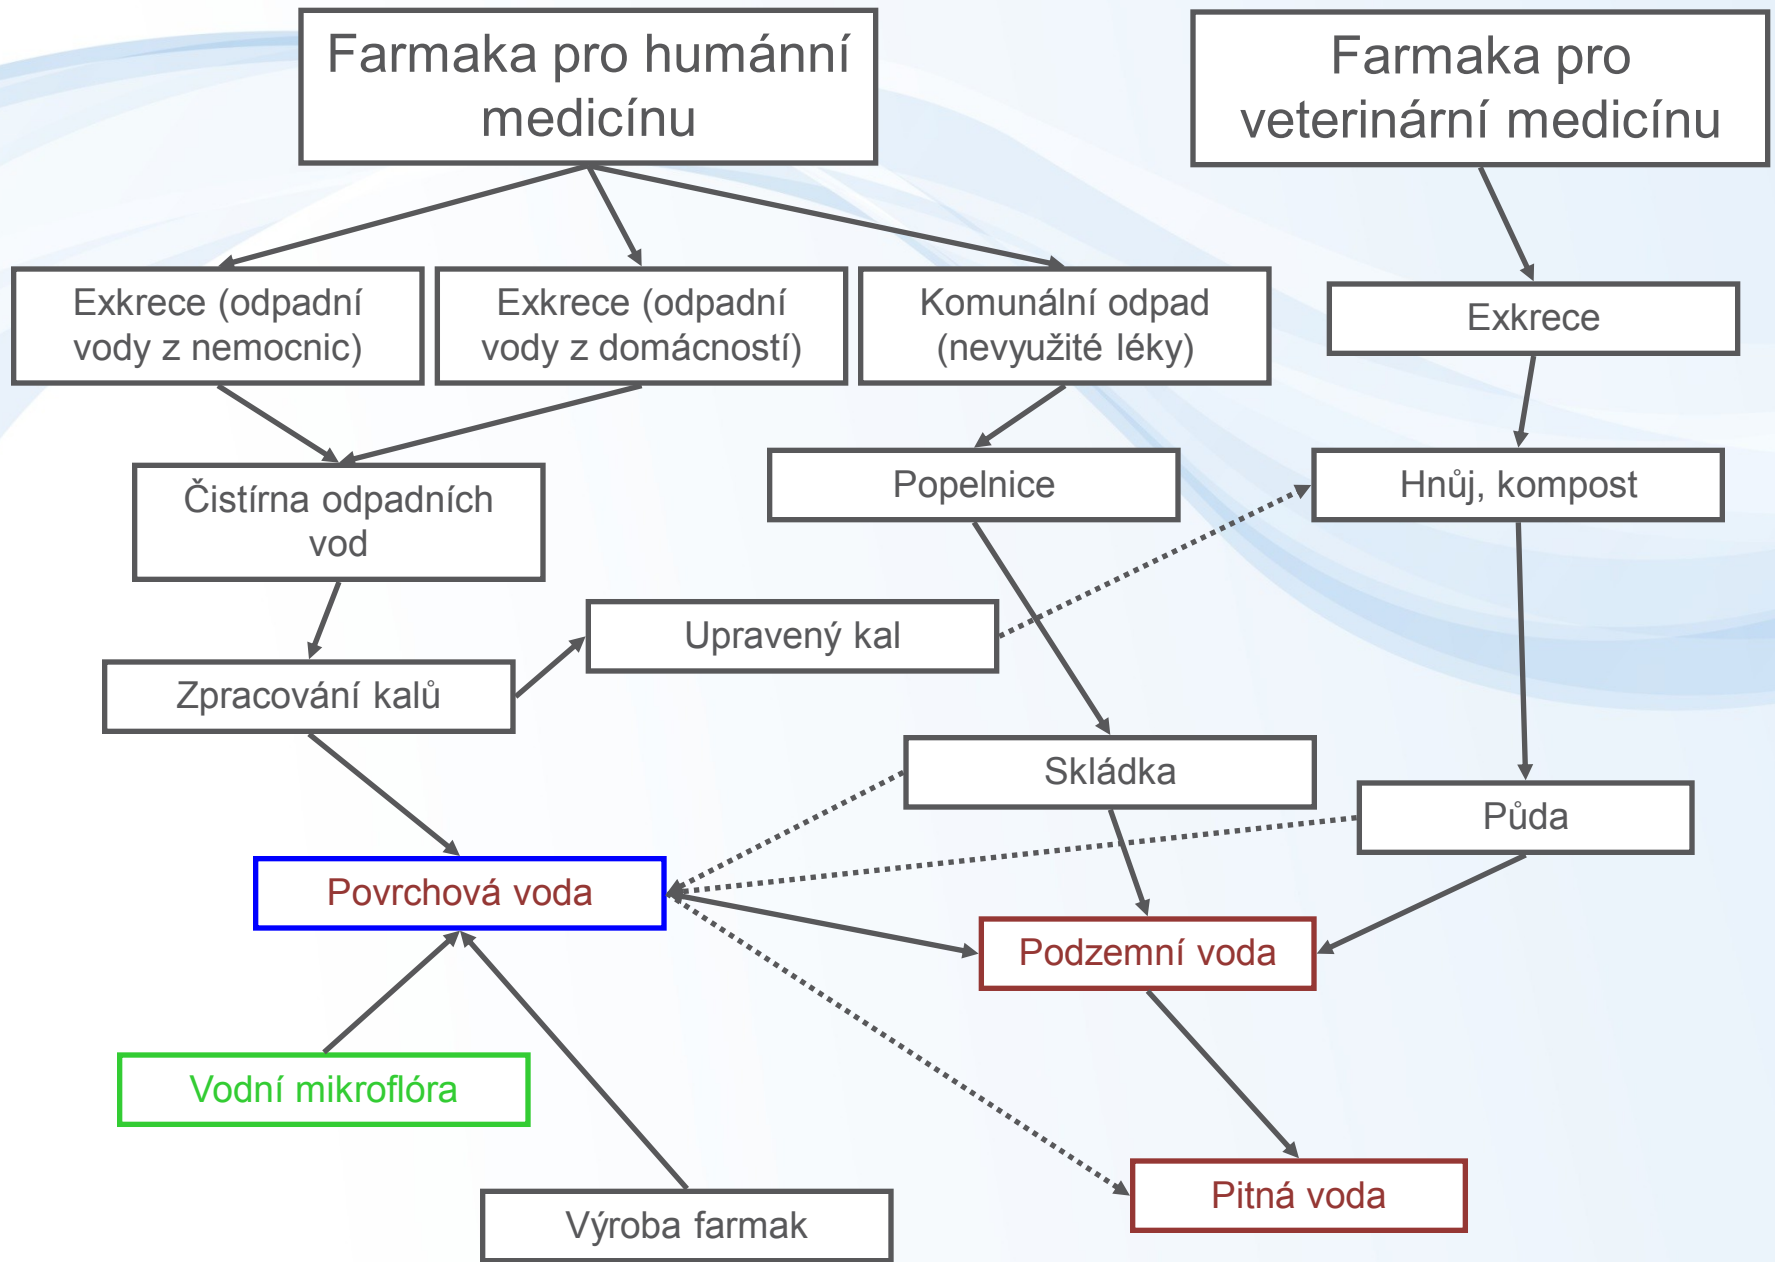 Farmaka pro humánní
medicínu
Farmaka pro
veterinární medicínu
Exkrece (odpadní
vody z nemocnic)
Exkrece (odpadní
vody z domácností)
Komunální odpad
(nevyužité léky)
Exkrece
Čistírna odpadních
vod
Popelnice
Hnůj, kompost
Upravený kal
Zpracování kalů
Skládka
Půda
Povrchová voda
Podzemní voda
Vodní mikroflóra
Pitná voda
Výroba farmak